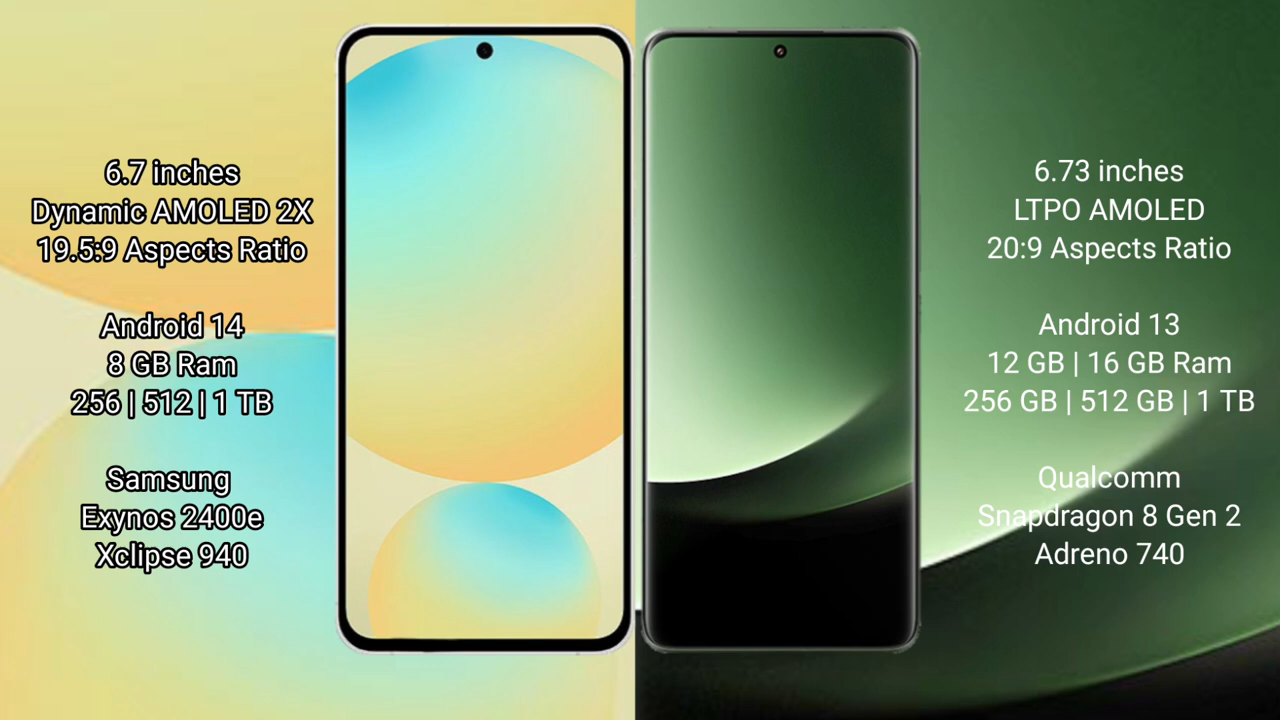 6.7 inches
Dynamic AMOLED 2X
19.5:9 Aspects Ratio
Android 14
8 GB Ram
256 | 512 | 1 TB
Samsung
Exynos 2400e
Xclipse 940
6.73 inches
LTPO AMOLED
20:9 Aspects Ratio
Android 13
12 GB | 16 GB Ram
256 GB | 512 GB | 1 TB
Qualcomm
Snapdragon 8 Gen 2
Adreno 740